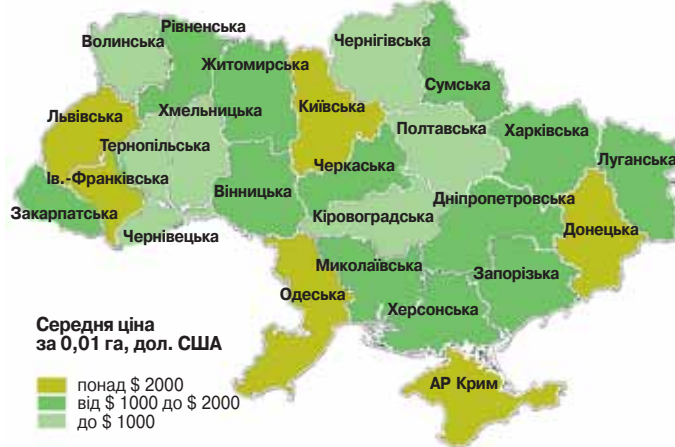 Рівненська
Волинська
Чернігівська
Житомирська
Сумська
Львівська
Хмельницька
Київська
Полтавська
Харківська
Тернопільська
Луганська
Черкаська
Ів.-Франківська
Вінницька
Дніпропетровська
Закарпатська
Кіровоградська
Чернівецька
Донецька
Миколаївська
Запорізька
Одеська
Херсонська
Середня ціна
за 0,01 га, дол. США
понад $ 2000
від $ 1000 до $ 2000
до $ 1000
АР Крим